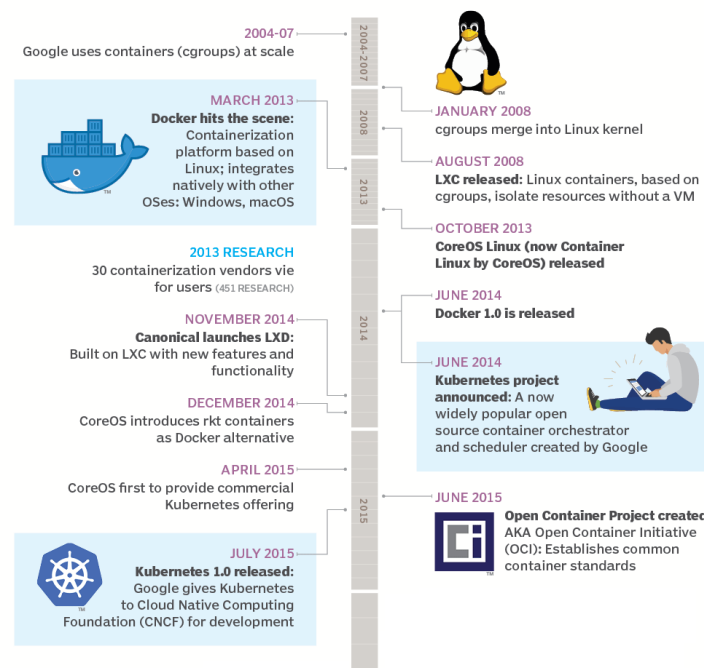 2004-07
Google uses containers (cgroups) at scale
2004-2007
TM
JANUARY 2008
cgroups merge into Linux kernel
2008
AUGUST 2008
LXC released: Linux containers, based on
cgroups, isolate resources without a VM
MARCH 2013
Docker hits the scene:
Containerization
platform based on
Linux; integrates
natively with other
OSes: Windows, macOS
TM
2013
OCTOBER 2013
CoreOS Linux (now Container
Linux by CoreOS) released
2013 RESEARCH
30 containerization vendors vie
for users (451 RESEARCH)
2014
JUNE 2014
Docker 1.0 is released
JUNE 2014
Kubernetes project
announced: A now
widely popular open
source container orchestrator
and scheduler created by Google
NOVEMBER 2014
Canonical launches LXD:
Built on LXC with new features and
functionality
DECEMBER 2014
CoreOS introduces rkt containers
as Docker alternative
APRIL 2015
CoreOS first to provide commercial
Kubernetes offering
2015
JUNE 2015
Open Container Project created
AKA Open Container Initiative
(OCI): Establishes common
container standards
Ci
TM
JULY 2015
Kubernetes 1.0 released:
Google gives Kubernetes
to Cloud Native Computing
Foundation (CNCF) for development
TM